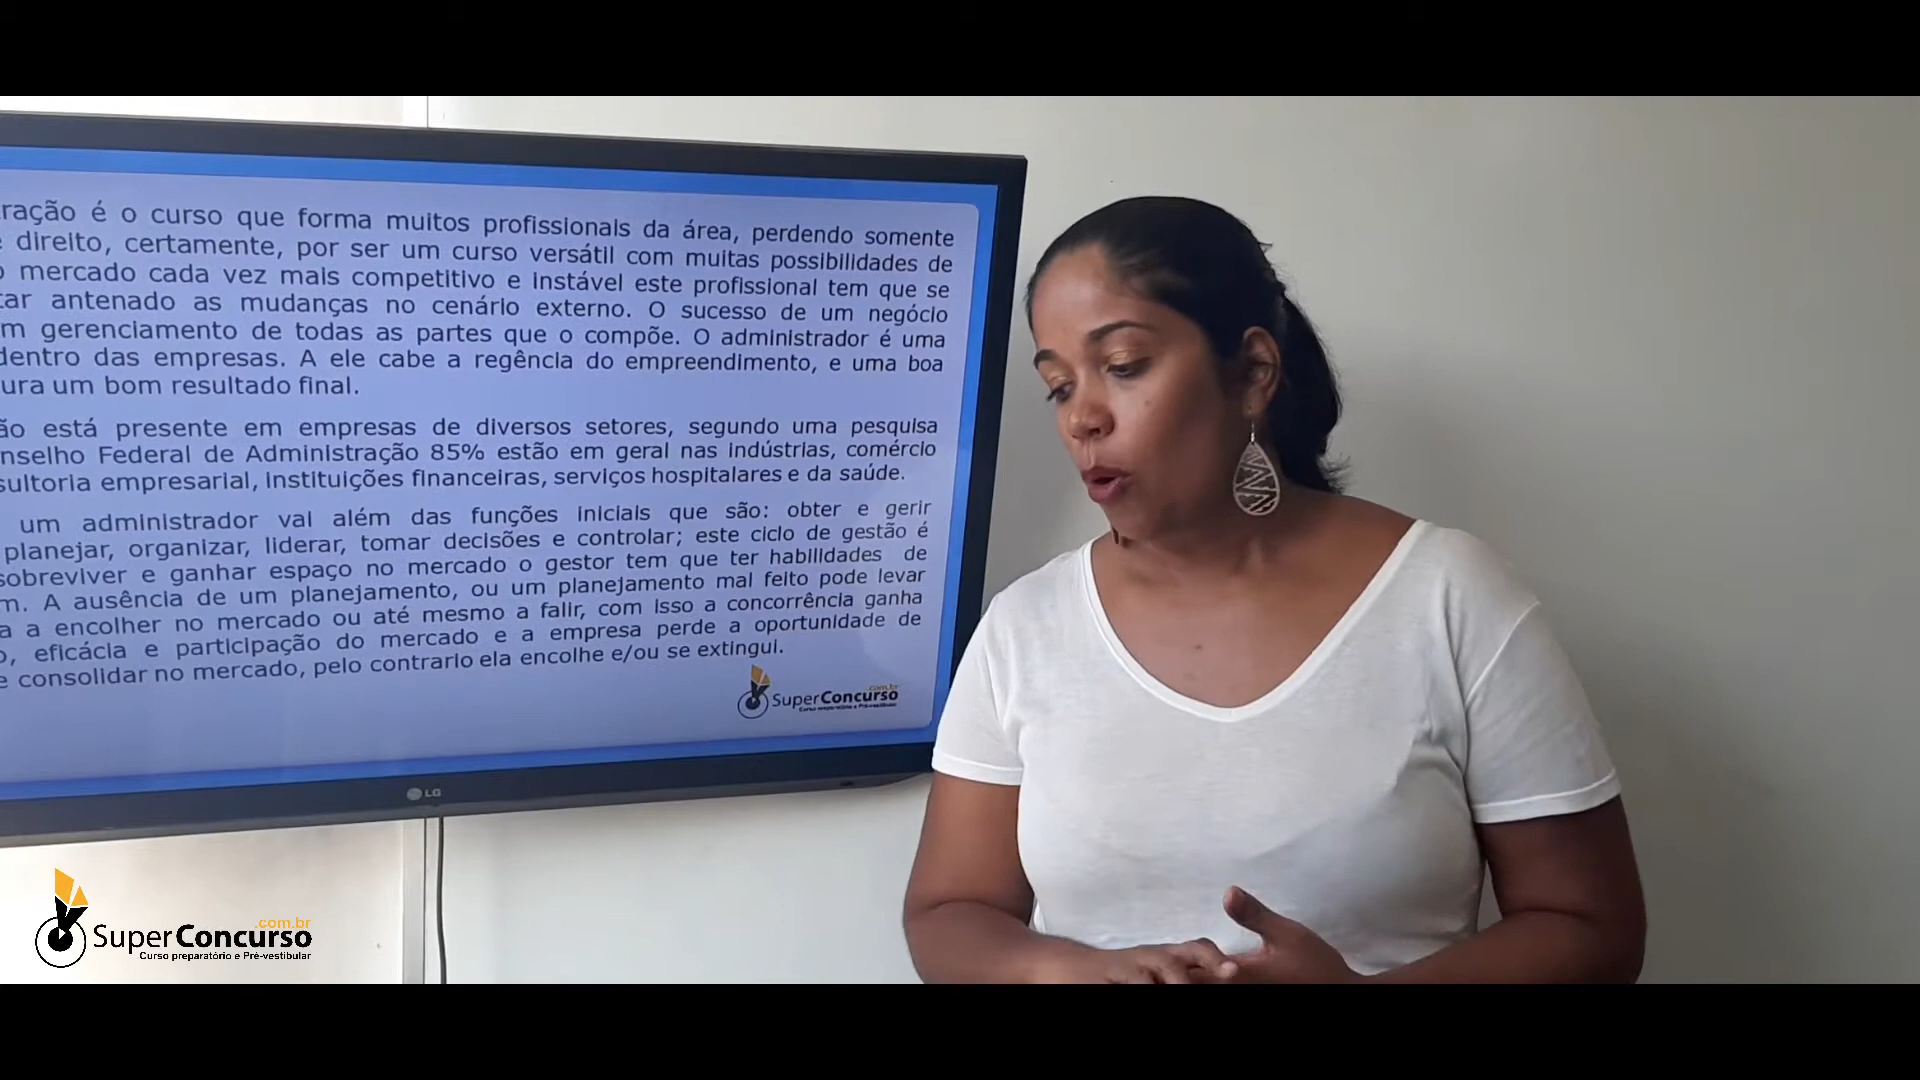 ração é o curso que forma muitos profissionais da área, perdendo somente
direito, certamente, por ser um curso versátil com muitas possibilidades de
mercado cada vez mais competitivo e instável este profissional tem que se
tar antenado as mudanças no cenário externo. O sucesso de um negócio
m gerenciamento de todas as partes que o compõe. O administrador é uma
dentro das empresas. A ele cabe a regência do empreendimento, e uma boa
ura um bom resultado final.
ão está presente em empresas de diversos setores, segundo uma pesquisa
nselho Federal de Administração 85% estão em geral nas indústrias, comércio
sultoria empresarial, instituições financeiras, serviços hospitalares e da saúde.
um administrador vai além das funções iniciais que são: obter e gerir
planejar, organizar, liderar, tomar decisões e controlar; este ciclo de gestão é
sobreviver e ganhar espaço no mercado o gestor tem que ter habilidades de
m. A ausência de um planejamento, ou um planejamento mal feito pode levar
a a encolher no mercado ou até mesmo a falir, com isso a concorrência ganha
o, eficácia e participação do mercado e a empresa perde a oportunidade de
e consolidar no mercado, pelo contrario ela encolhe e/ou se extingui.
.com.br
SuperConcurso
Curso preparatório e Pré-vestibular
LG
.com.br
SuperConcurso
Curso preparatório e Pré-vestibular